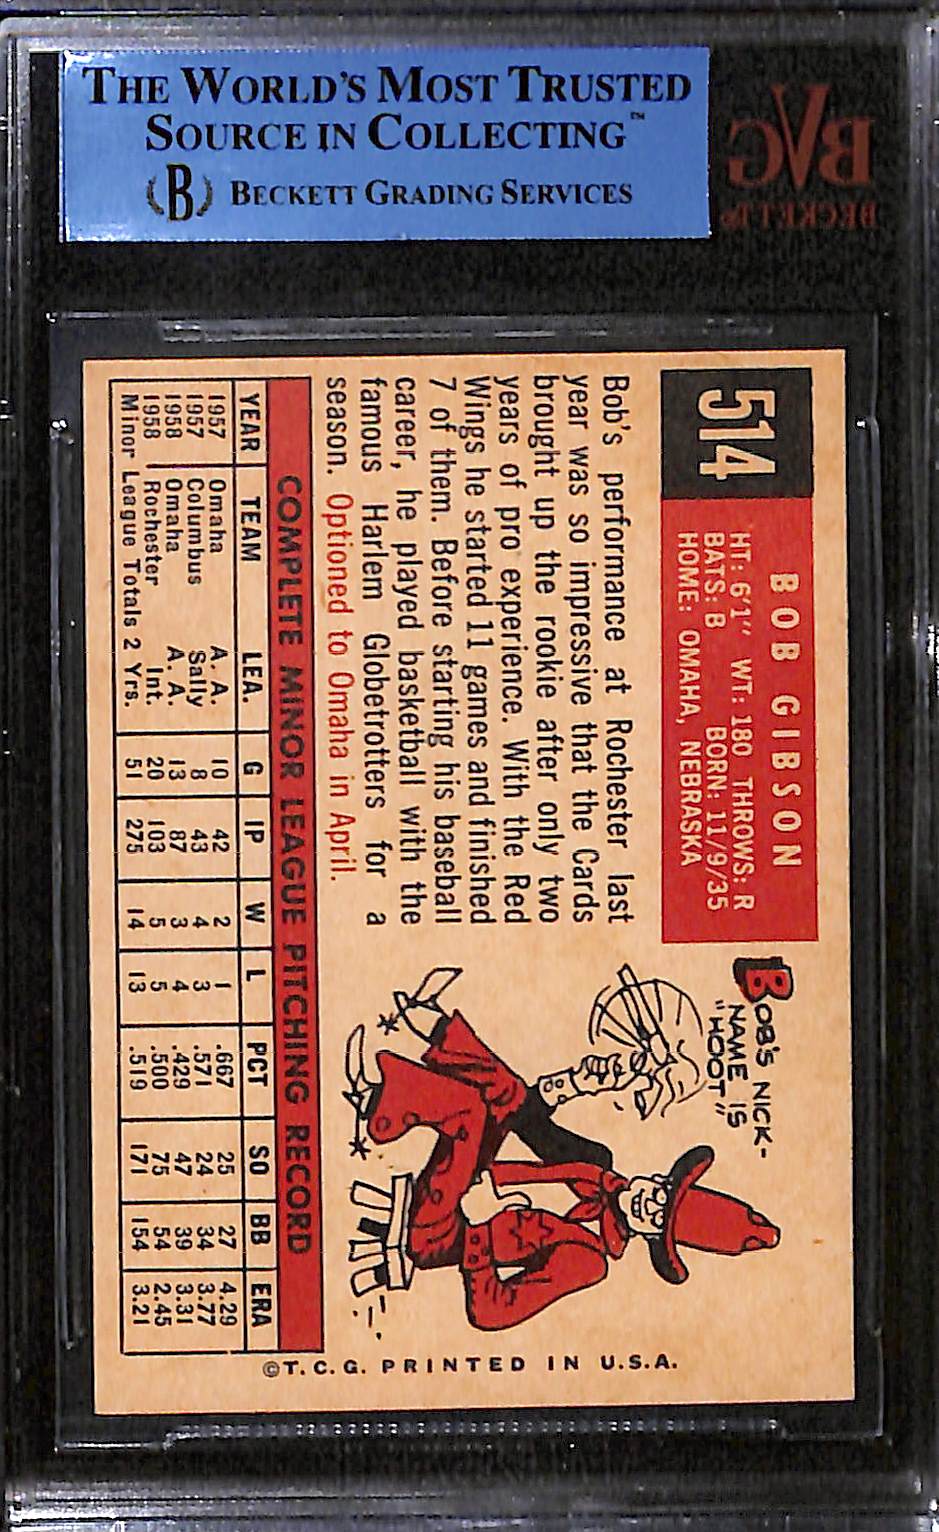 THE WORLD'S MOST TRUSTED
SOURCE IN COLLECTING™
(B) BECKETT GRADING SERVICES
BVG
BECKETT
514
BOB GIBSON
HT: 6'1" WT: 180 THROWS: R
BATS: B BORN: 11/9/35
HOME: OMAHA, NEBRASKA
Bob's performance at Rochester last
year was so impressive that the Cards
brought up the rookie after only two
years of pro experience. With the Red
Wings he started 11 games and finished
7 of them. Before starting his baseball
career, he played basketball with the
famous Harlem Globetrotters for a
season. Optioned to Omaha in April.
BOB'S NICK-
NAME IS
"HOOT"
COMPLETE MINOR LEAGUE PITCHING RECORD
YEAR TEAM LEA. G IP W L PCT SO BB ERA
1957 Omaha A. A. 10 42 2 1 .667 25 27 4.29
1957 Columbus Sally 8 43 4 3 .571 24 34 3.77
1958 Omaha A. A. 13 87 3 4 .429 47 39 3.31
1958 Rochester Int. 20 103 5 5 .500 75 54 2.45
Minor League Totals 2 Yrs. 51 275 14 13 .519 171 154 3.21
©T.C.G. PRINTED IN U.S.A.